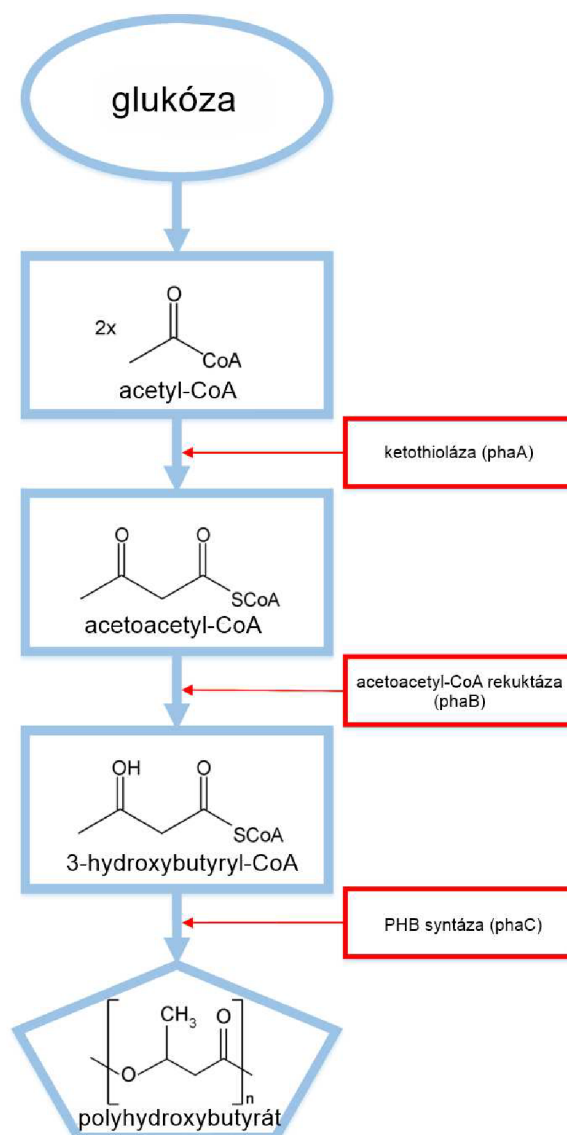 glukóza
O
2x
CoA
acetyl-CoA
ketothioláza (phaA)
O O
SCoA
acetoacetyl-CoA
acetoacetyl-CoA rekuktáza
(phaB)
OH O
SCoA
3-hydroxybutyryl-CoA
PHB syntáza (phaC)
CH3 O
O
n
polyhydroxybutyrát